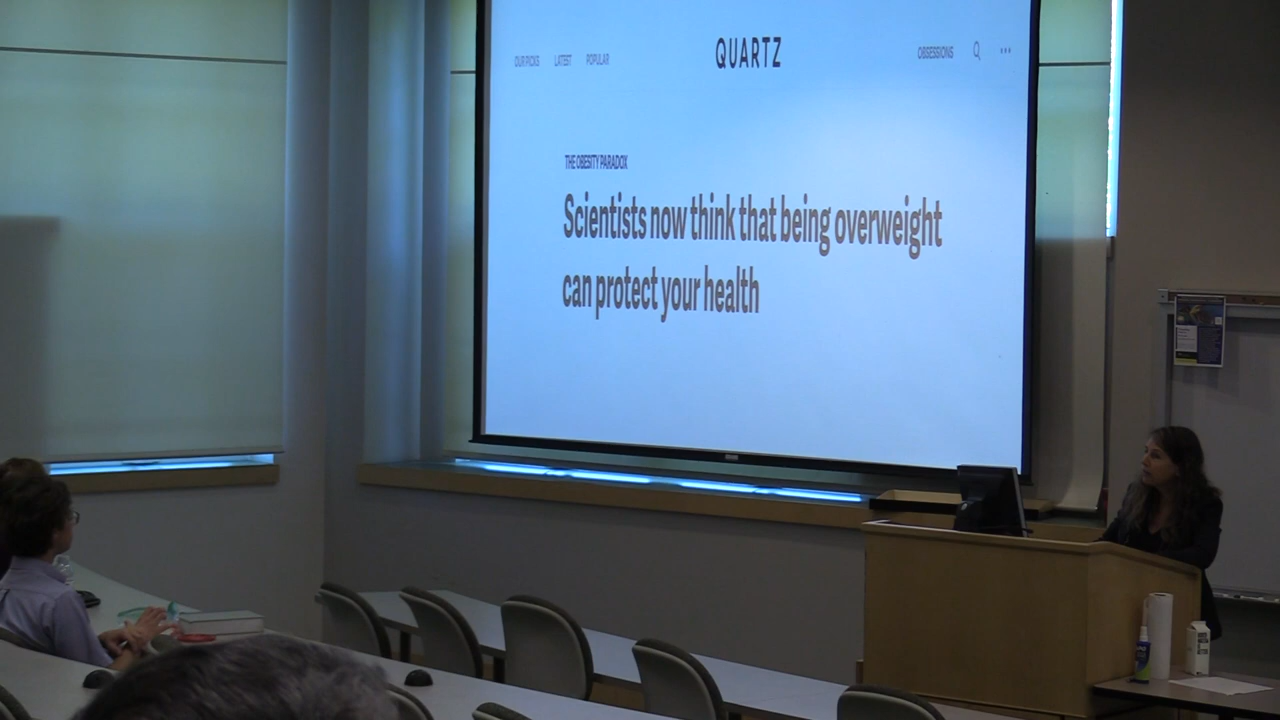 QUARTZ
OUR PICKS LATEST POPULAR OBSESSIONS
THE OBESITY PARADOX
Scientists now think that being overweight
can protect your health